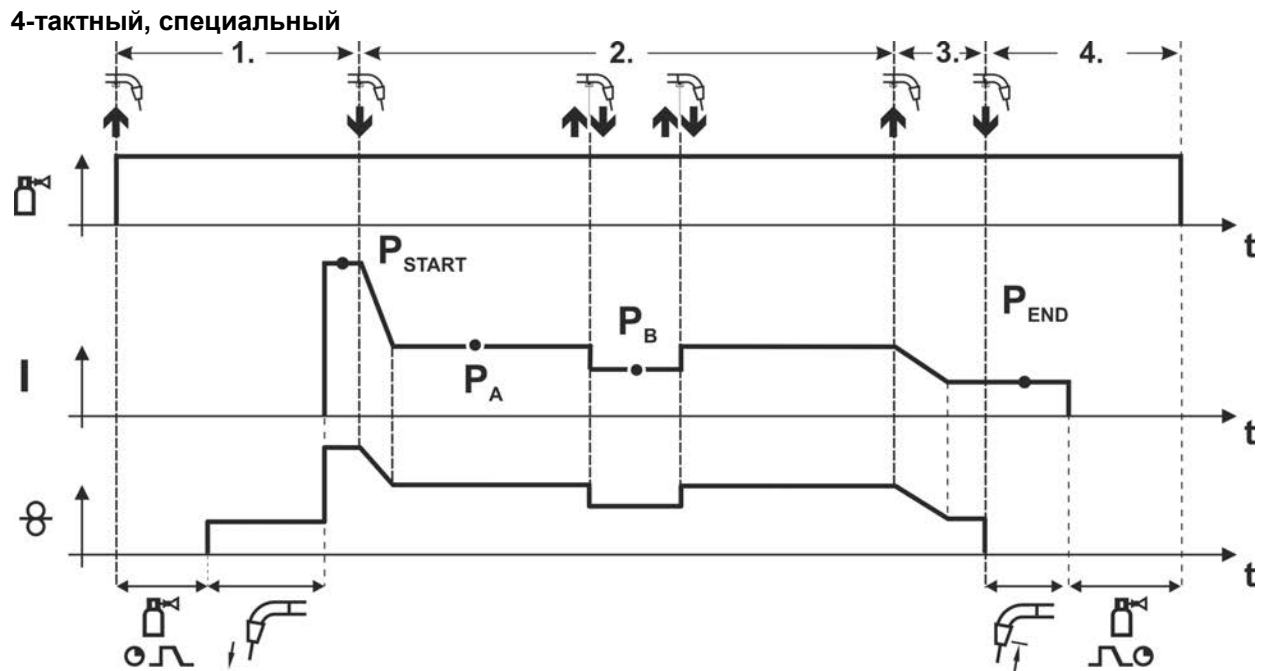 4-тактный, специальный
1. 2. 3. 4.
t
P START
P B
P END
P A
I
t
t